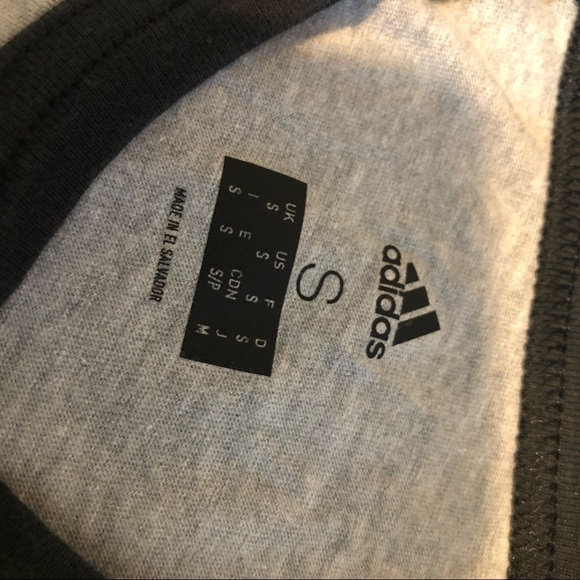 adidas
S
UK US F D
S S S S
I E CDN J
S S S/P M
MADE IN EL SALVADOR